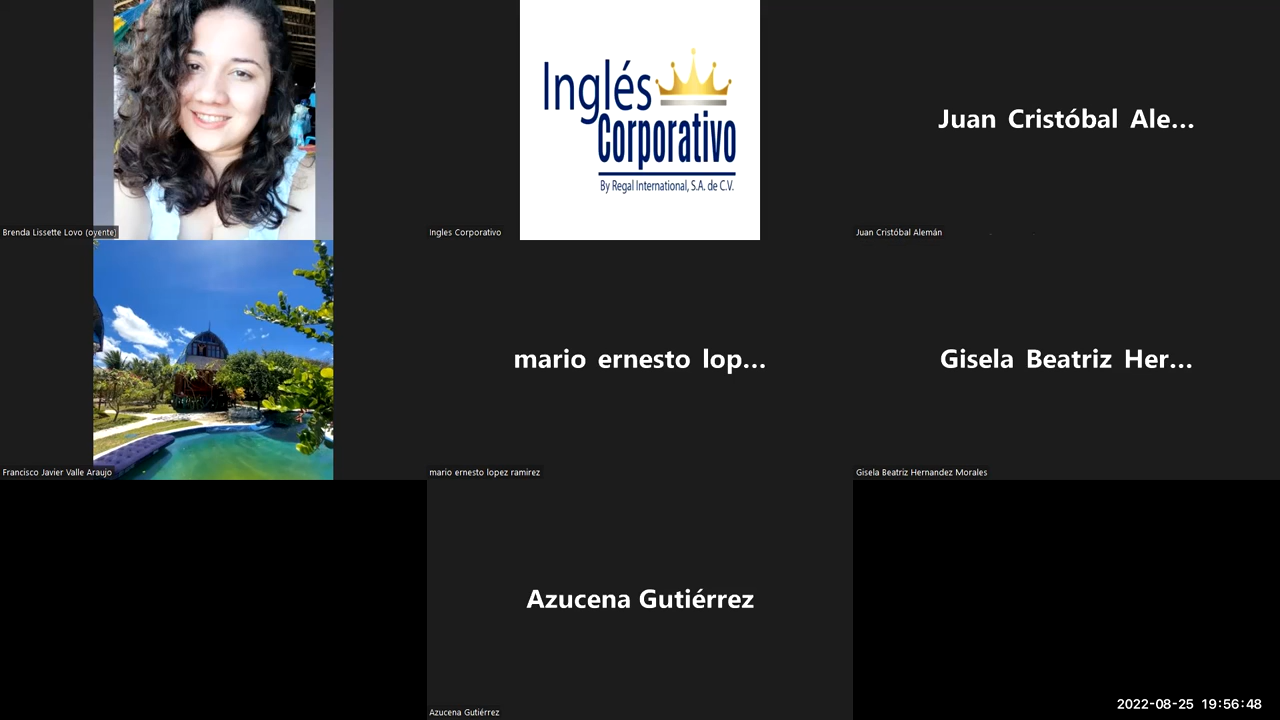 Inglés
Corporativo
By Regal International, S.A. de C.V.
Juan Cristóbal Ale...
Brenda Lissette Lovo (oyente)
Ingles Corporativo
Juan Cristóbal Alemán
mario ernesto lop...
Gisela Beatriz Her...
Francisco Javier Valle Araujo
mario ernesto lopez ramirez
Gisela Beatriz Hernandez Morales
Azucena Gutiérrez
Azucena Gutiérrez
2022-08-25 19:56:48